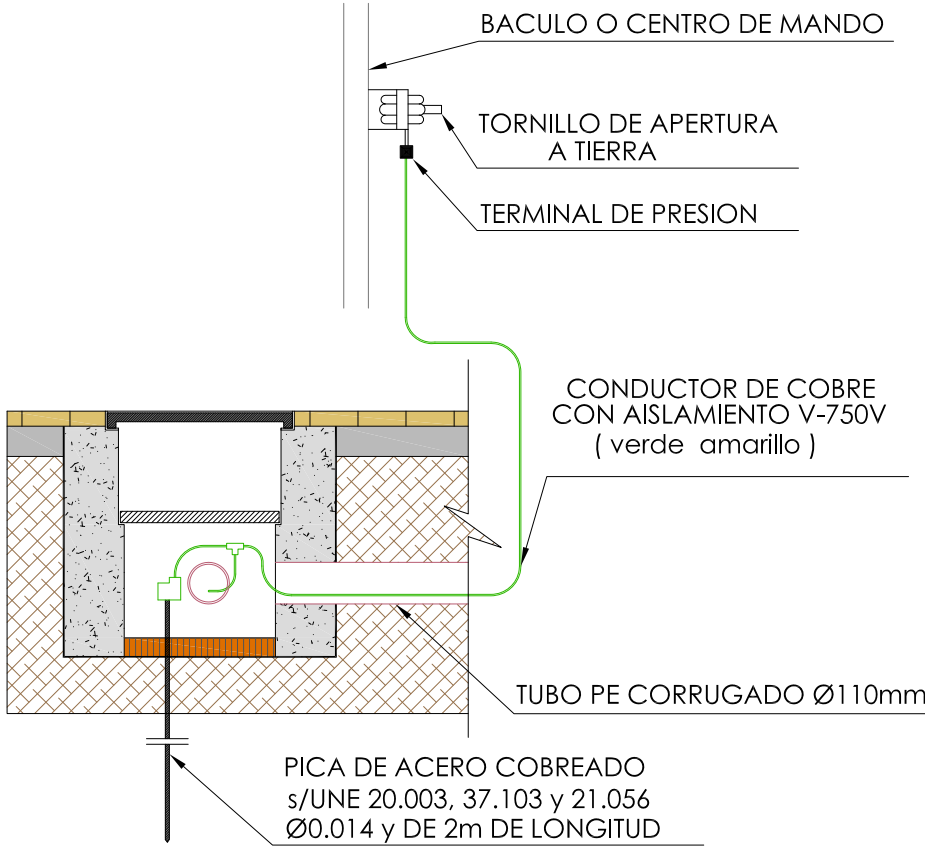 BACULO O CENTRO DE MANDO
TORNILLO DE APERTURA
A TIERRA
TERMINAL DE PRESION
CONDUCTOR DE COBRE
CON AISLAMIENTO V-750V
( verde amarillo )
TUBO PE CORRUGADO Ø110mm
PICA DE ACERO COBREADO
s/UNE 20.003, 37.103 y 21.056
Ø0.014 y DE 2m DE LONGITUD